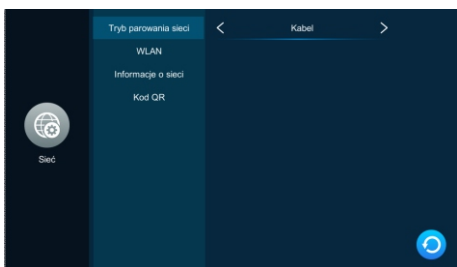 Tryb parowania sieci
Kabel
WLAN
Informacje o sieci
Kod QR
Sieć